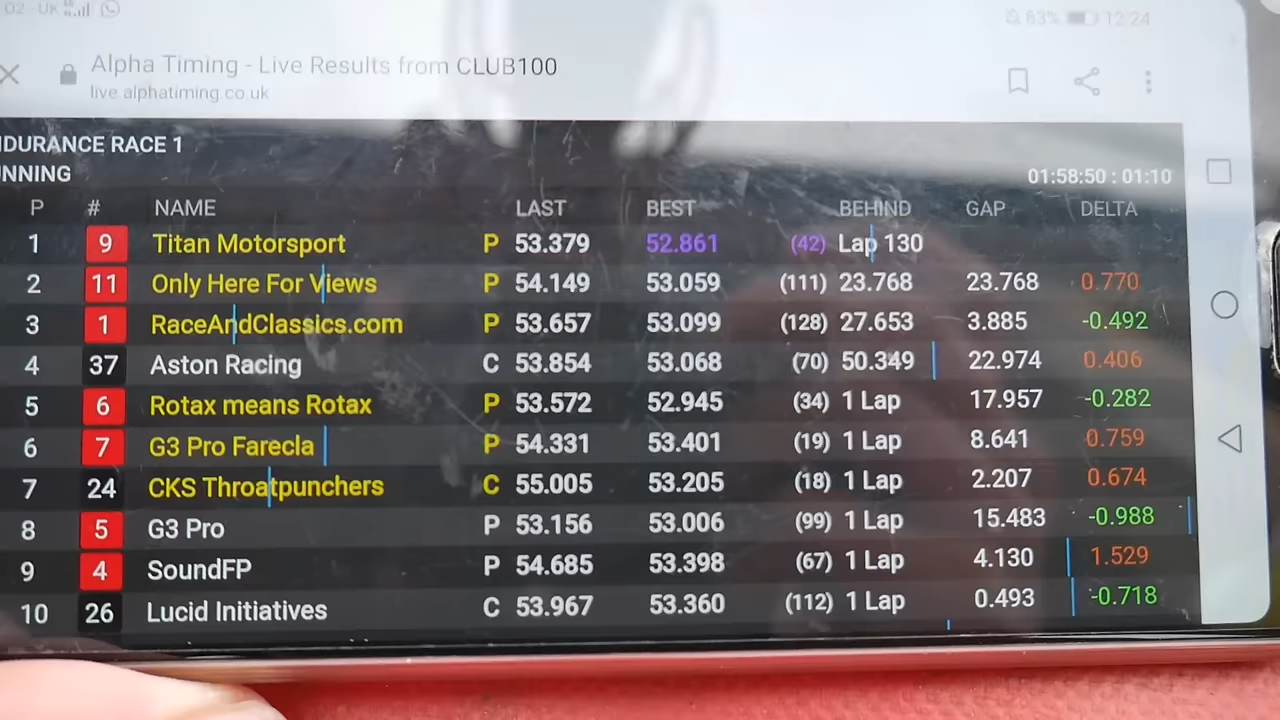 O2 - UK 63% 12:24
Alpha Timing - Live Results from CLUB100
live.alphatiming.co.uk
NDURANCE RACE 1
NNING 01:58:50 : 01:10
P # NAME LAST BEST BEHIND GAP DELTA
1 9 Titan Motorsport P 53.379 52.861 (42) Lap 130
2 11 Only Here For Views P 54.149 53.059 (111) 23.768 23.768 0.770
3 1 RaceAndClassics.com P 53.657 53.099 (128) 27.653 3.885 -0.492
4 37 Aston Racing C 53.854 53.068 (70) 50.349 22.974 0.406
5 6 Rotax means Rotax P 53.572 52.945 (34) 1 Lap 17.957 -0.282
6 7 G3 Pro Farecla P 54.331 53.401 (19) 1 Lap 8.641 0.759
7 24 CKS Throatpunchers C 55.005 53.205 (18) 1 Lap 2.207 0.674
8 5 G3 Pro P 53.156 53.006 (99) 1 Lap 15.483 -0.988
9 4 SoundFP P 54.685 53.398 (67) 1 Lap 4.130 1.529
10 26 Lucid Initiatives C 53.967 53.360 (112) 1 Lap 0.493 -0.718